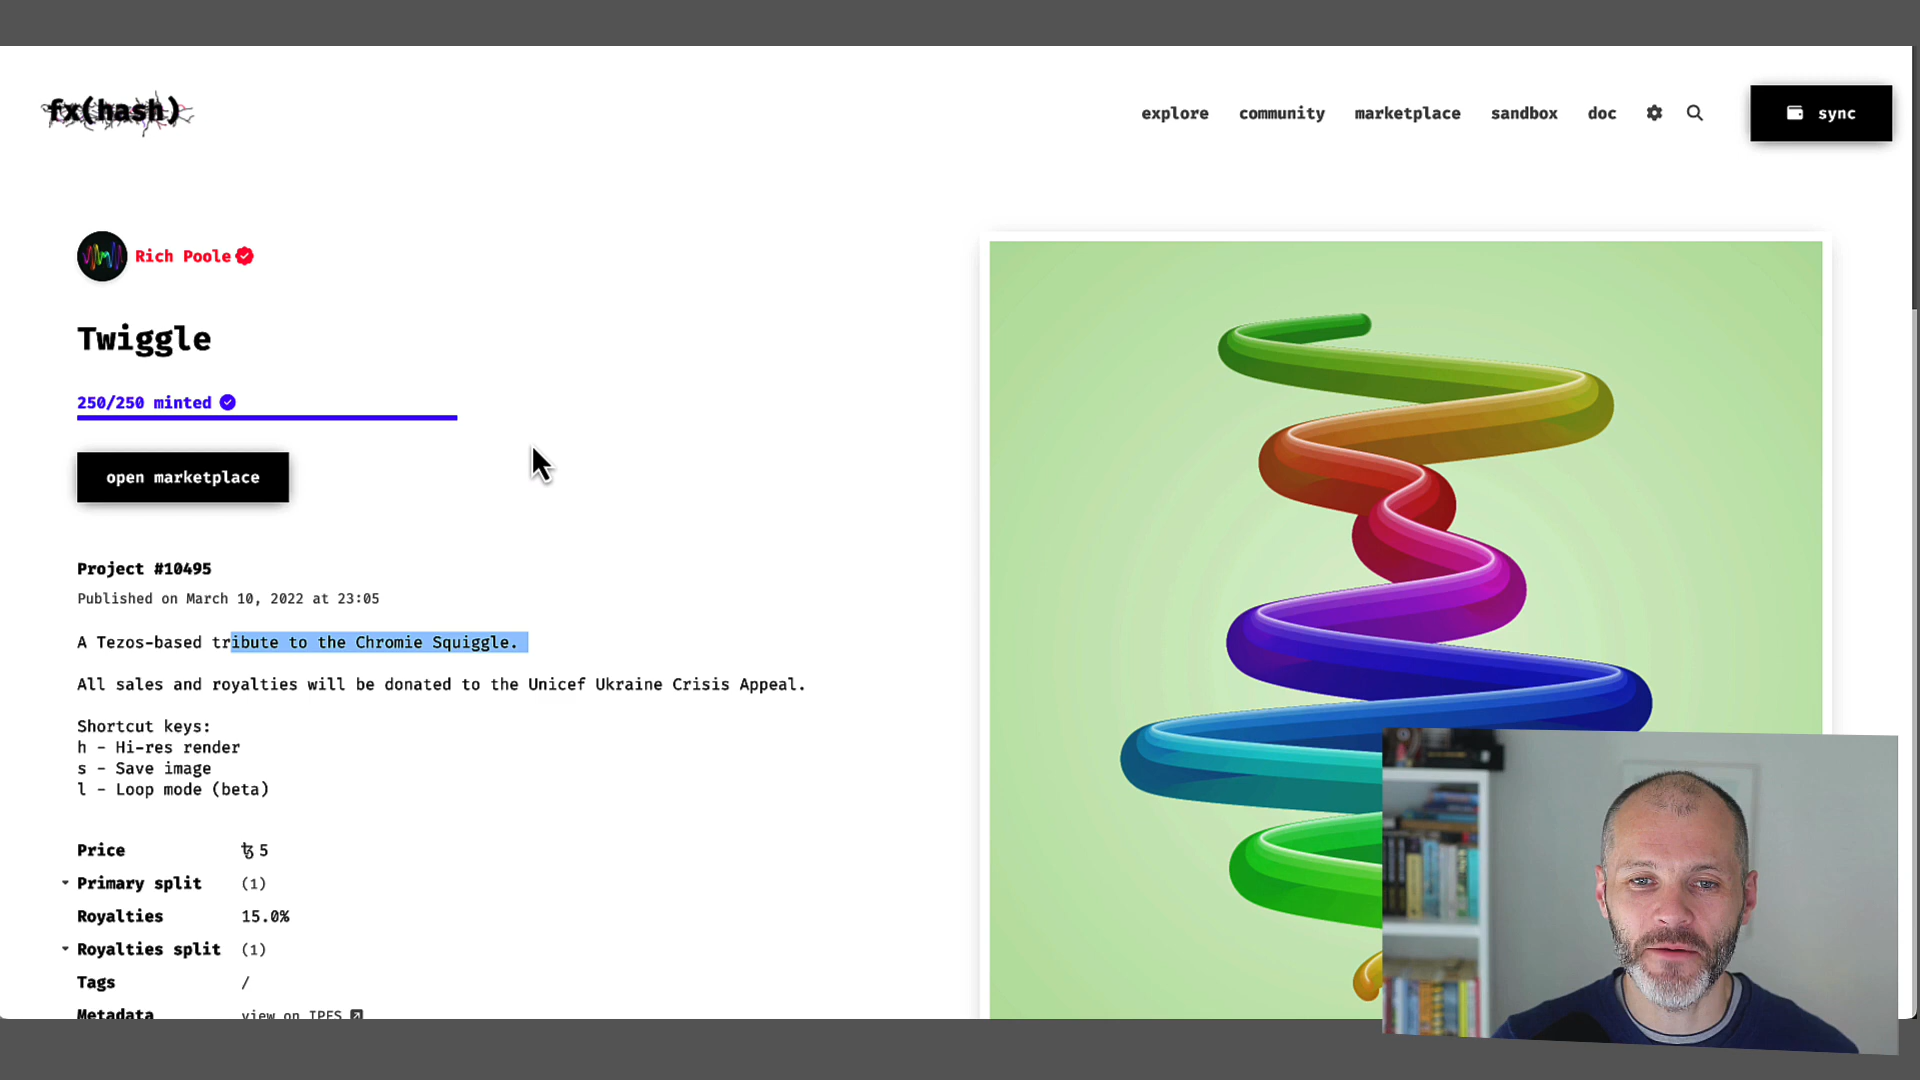 fx(hash)
explore community marketplace sandbox doc sync
Rich Poole
Twiggle
250/250 minted
open marketplace
Project #10495
Published on March 10, 2022 at 23:05
A Tezos-based tribute to the Chromie Squiggle.
All sales and royalties will be donated to the Unicef Ukraine Crisis Appeal.
Shortcut keys:
h - Hi-res render
s - Save image
l - Loop mode (beta)
Price ꜩ 5
Primary split (1)
Royalties 15.0%
Royalties split (1)
Tags /
Metadata view on IPFS